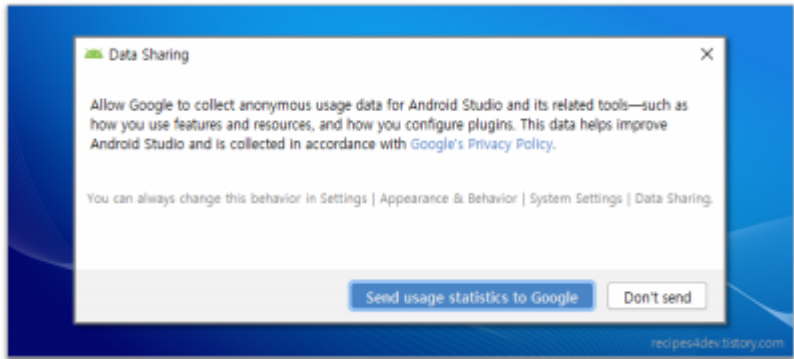 Data Sharing
Allow Google to collect anonymous usage data for Android Studio and its related tools—such as
how you use features and resources, and how you configure plugins. This data helps improve
Android Studio and is collected in accordance with Google's Privacy Policy.
You can always change this behavior in Settings | Appearance & Behavior | System Settings | Data Sharing.
Send usage statistics to Google
Don't send
recipes4dev.tistory.com